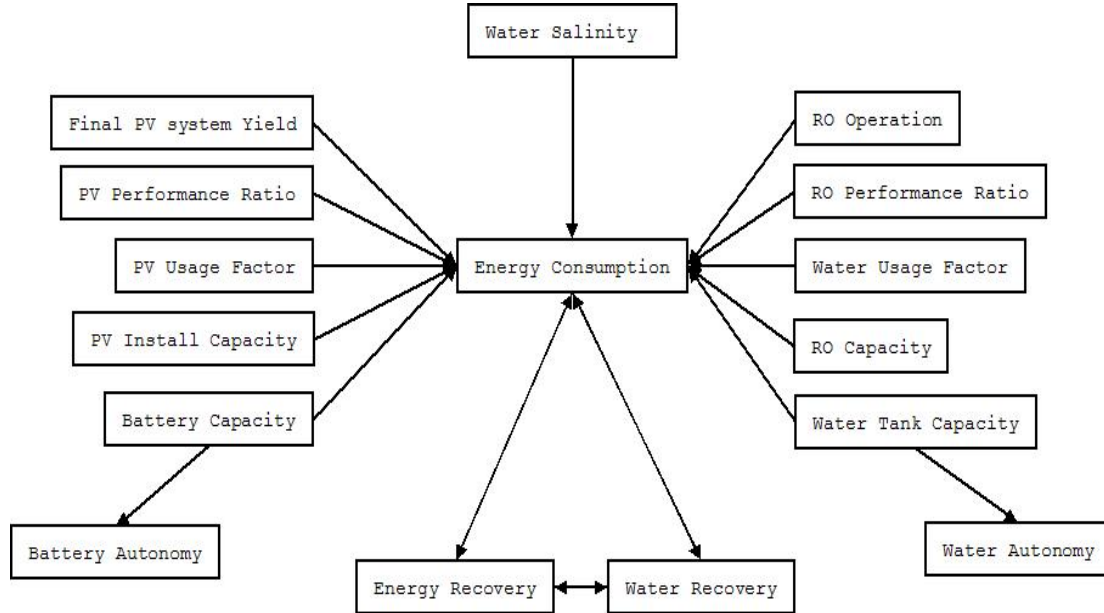 Water Salinity
Final PV system Yield
RO Operation
PV Performance Ratio
RO Performance Ratio
PV Usage Factor
Energy Consumption
Water Usage Factor
PV Install Capacity
RO Capacity
Battery Capacity
Water Tank Capacity
Battery Autonomy
Water Autonomy
Energy Recovery
Water Recovery